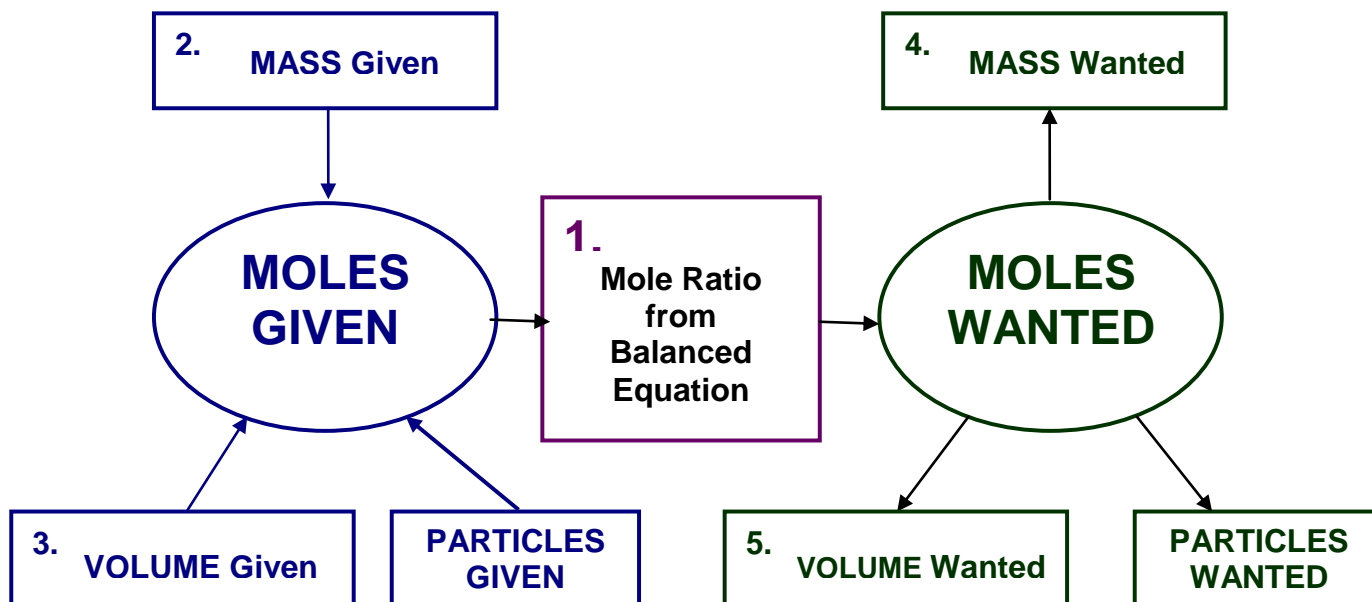 2. MASS Given
4. MASS Wanted
MOLES
GIVEN
1.
Mole Ratio
from
Balanced
Equation
MOLES
WANTED
3. VOLUME Given
PARTICLES
GIVEN
5. VOLUME Wanted
PARTICLES
WANTED